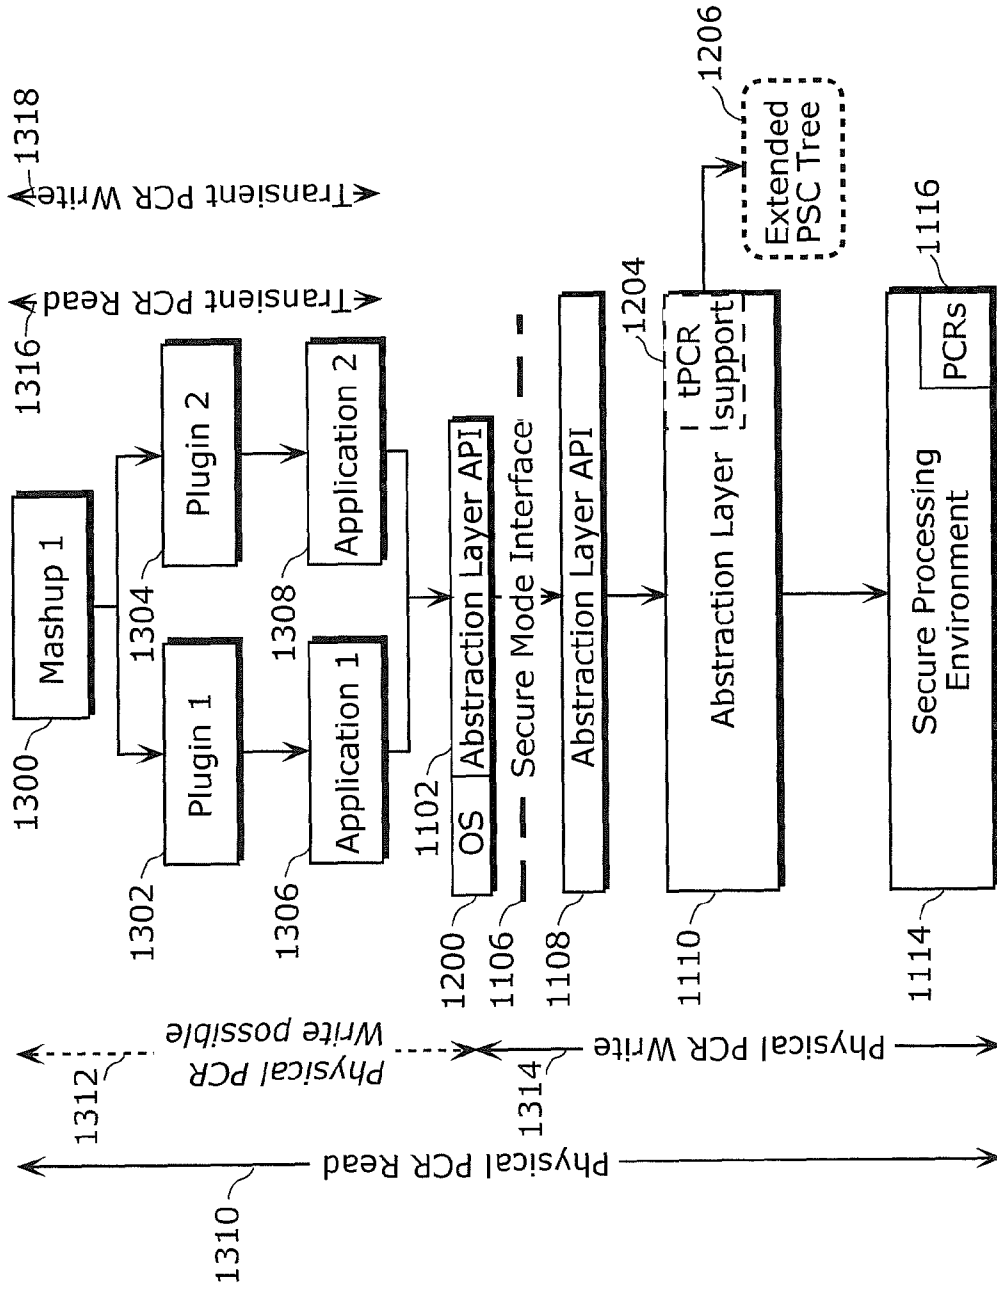 1318
Transient PCR Write
1316
Transient PCR Read
1206
Extended
PSC Tree
1300
Mashup 1
1302
Plugin 1
1304
Plugin 2
1306
Application 1
1308
Application 2
1200
OS
1102
Abstraction Layer API
1106
Secure Mode Interface
1108
Abstraction Layer API
1110
Abstraction Layer
1204
tPCR
support
1114
Secure Processing
Environment
1116
PCRs
1312
Physical PCR
Write possible
1314
Physical PCR Write
1310
Physical PCR Read